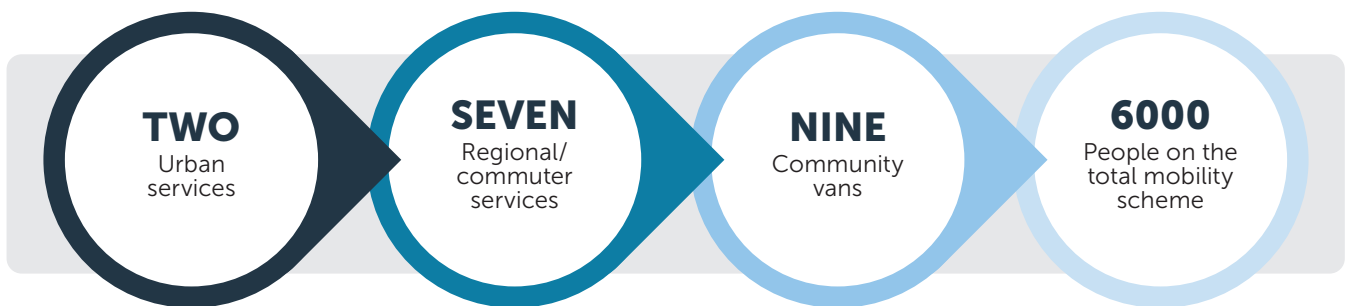 TWO
Urban
services
SEVEN
Regional/
commuter
services
NINE
Community
vans
6000
People on the
total mobility
scheme